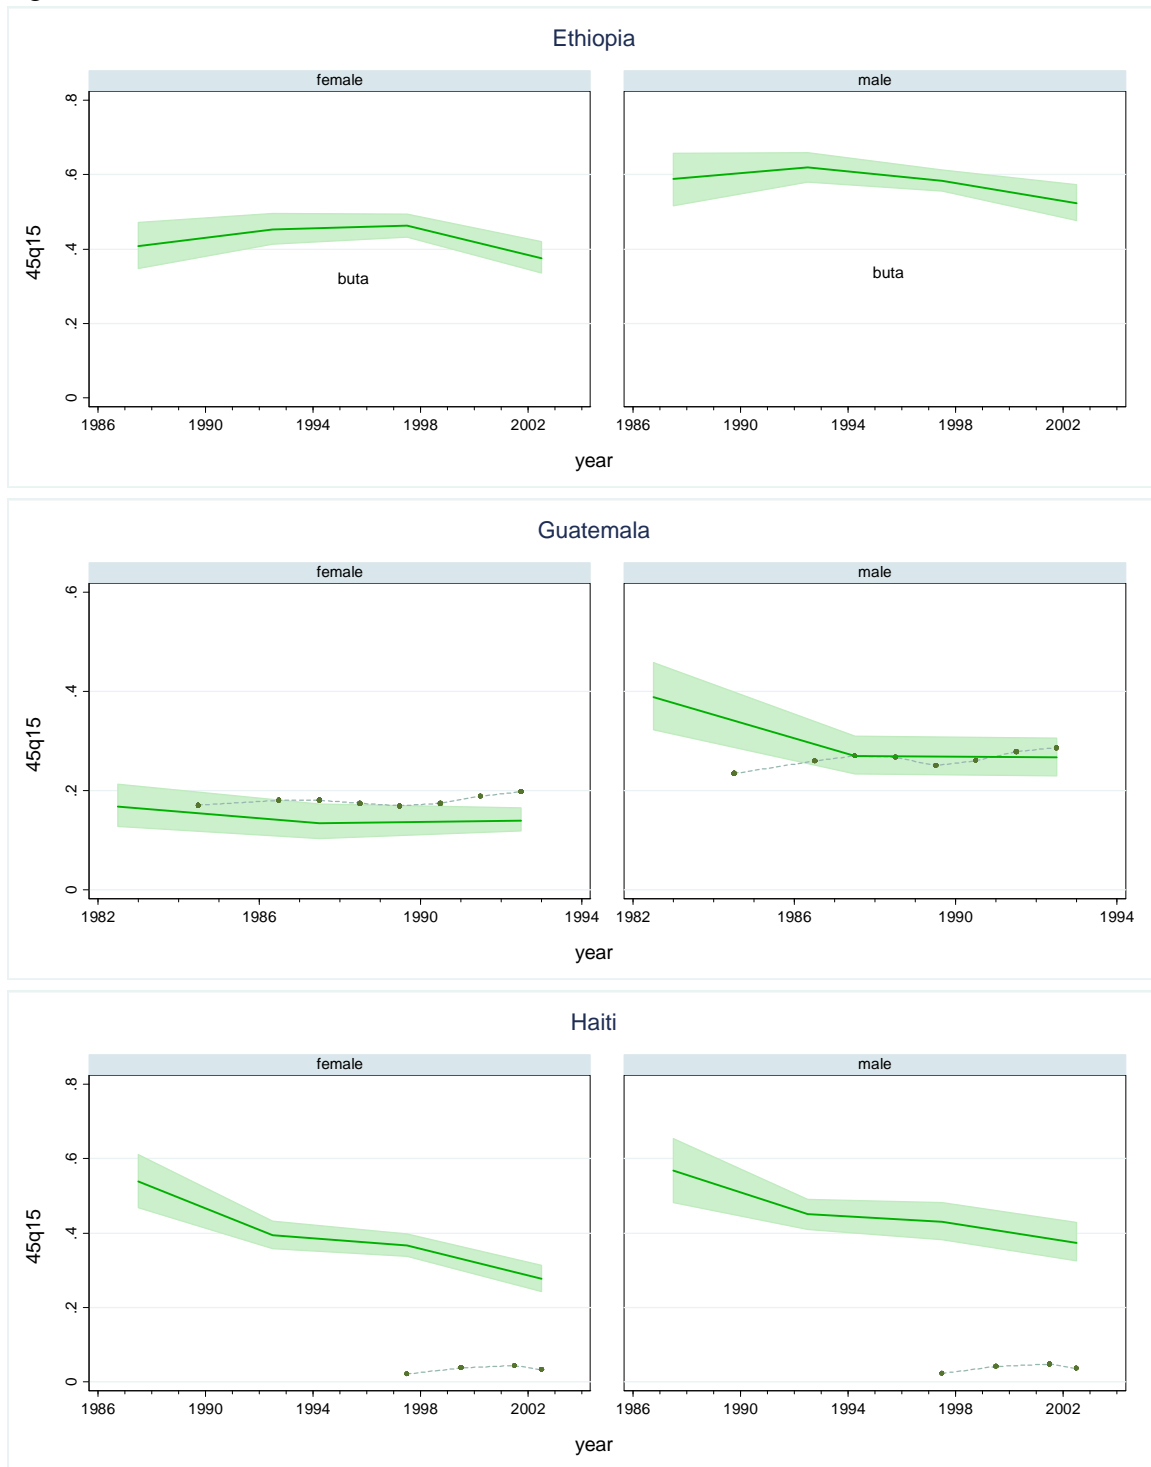 Ethiopia
female male
.8
.6
.4
.2
0
45q15
buta buta
1986 1990 1994 1998 2002 1986 1990 1994 1998 2002
year
Guatemala
female male
.6
.4
.2
0
45q15
1982 1986 1990 1994 1982 1986 1990 1994
year
Haiti
female male
.8
.6
.4
.2
0
45q15
1986 1990 1994 1998 2002 1986 1990 1994 1998 2002
year